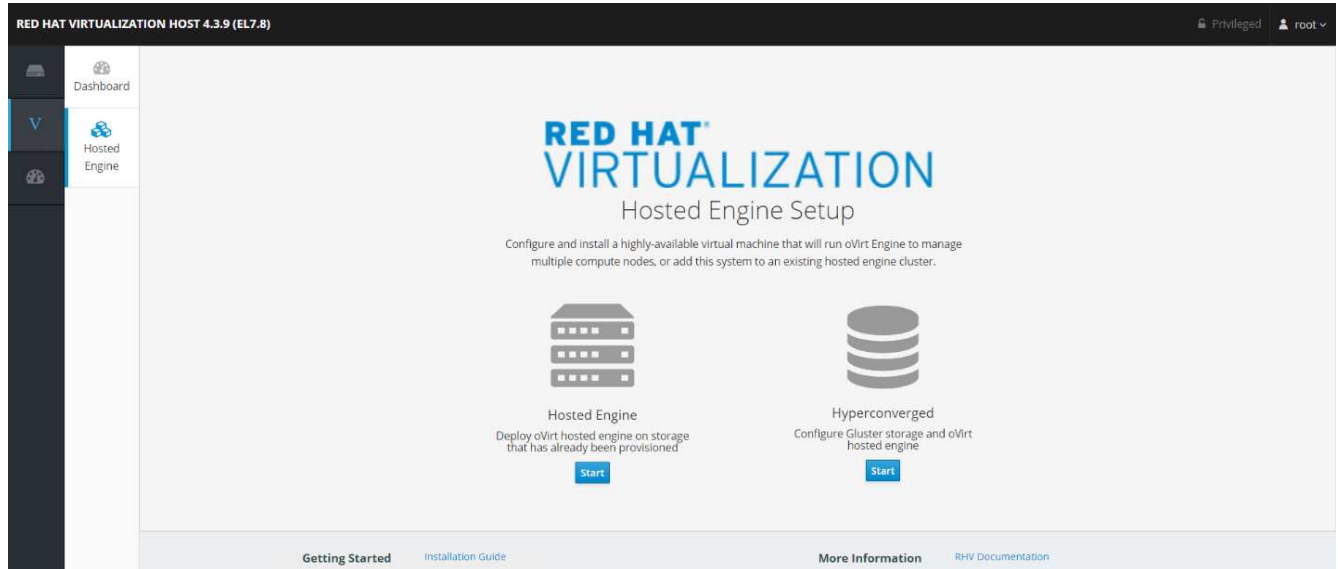 RED HAT VIRTUALIZATION HOST 4.3.9 (EL7.8)
Privileged
root
Dashboard
V
Hosted
Engine
RED HAT
VIRTUALIZATION
Hosted Engine Setup
Configure and install a highly-available virtual machine that will run oVirt Engine to manage
multiple compute nodes, or add this system to an existing hosted engine cluster.
Hosted Engine
Deploy oVirt hosted engine on storage
that has already been provisioned
Start
Hyperconverged
Configure Gluster storage and oVirt
hosted engine
Start
Getting Started
Installation Guide
More Information
RHV Documentation